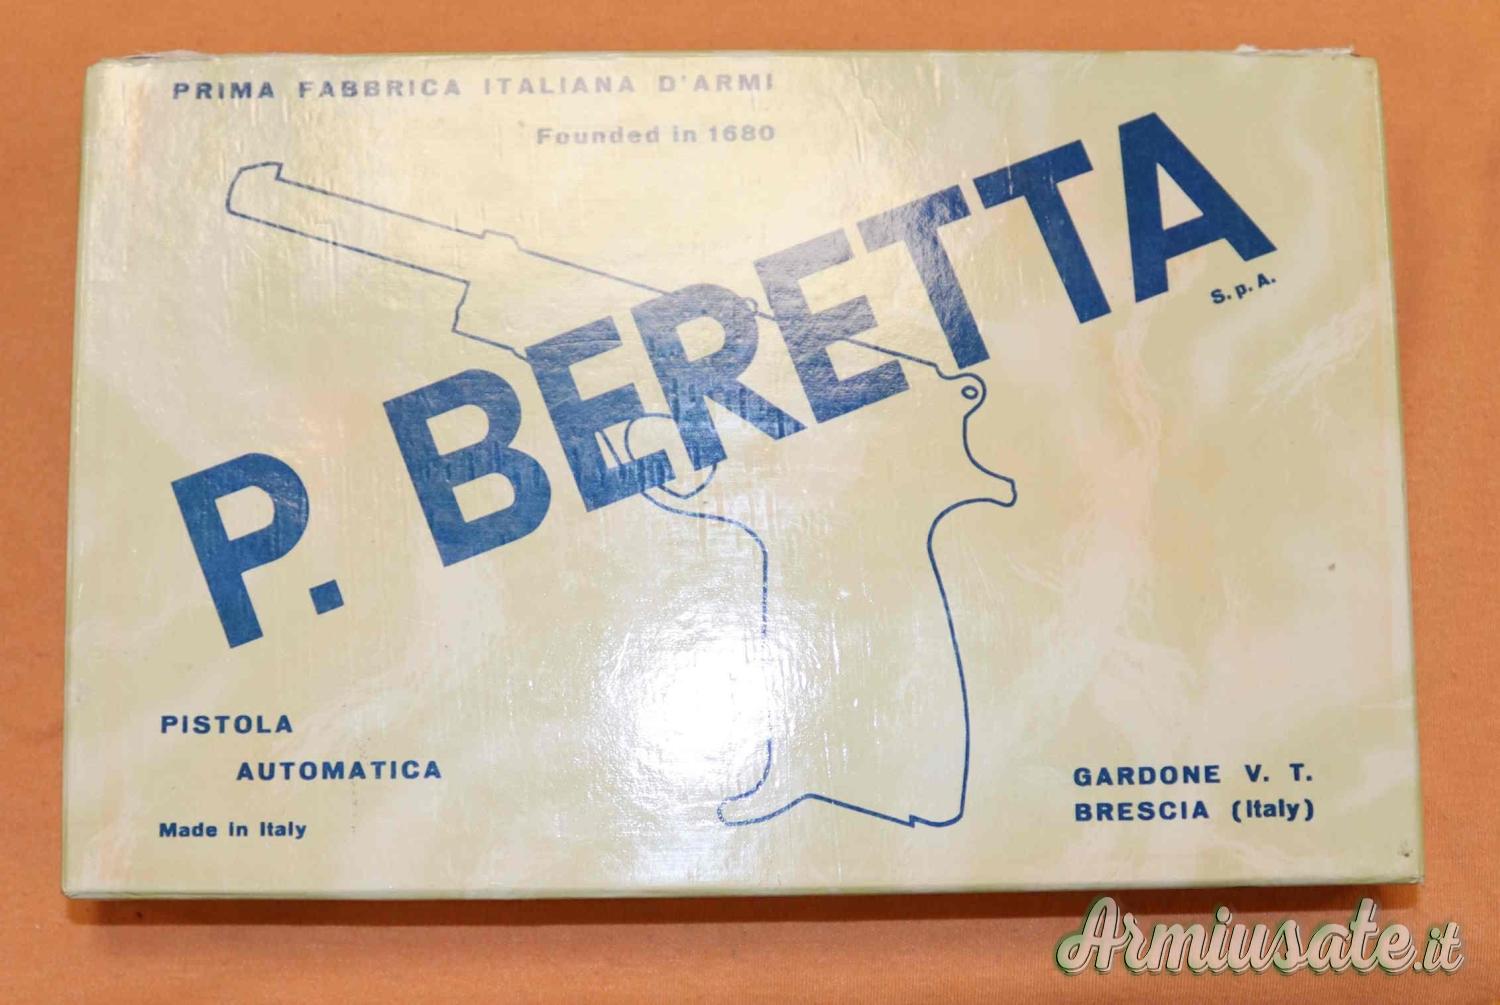 PRIMA FABBRICA ITALIANA D'ARMI
Founded in 1680
P. BERETTA
S.p.A.
PISTOLA
AUTOMATICA
Made in Italy
GARDONE V. T.
BRESCIA (Italy)
Armiusate.it